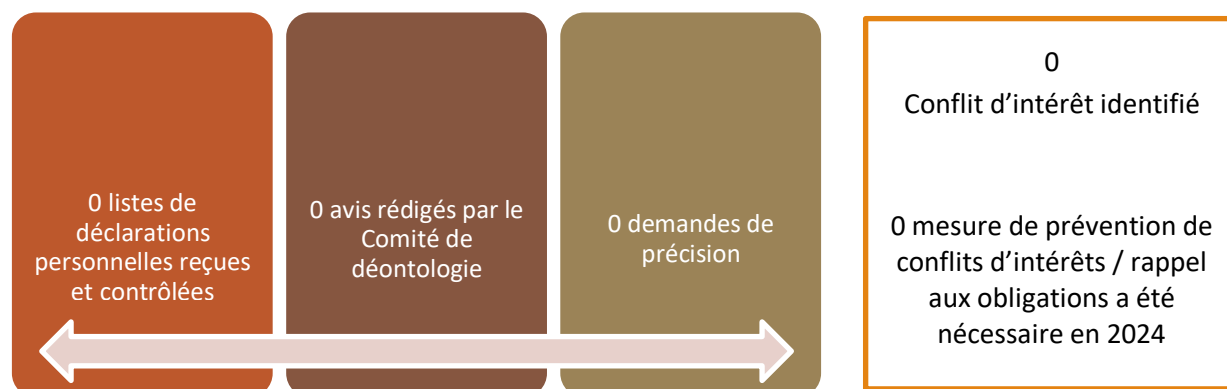 0 listes de
déclarations
personnelles reçues
et contrôlées
0 avis rédigés par le
Comité de
déontologie
0 demandes de
précision
0
Conflit d’intérêt identifié
0 mesure de prévention de
conflits d’intérêts / rappel
aux obligations a été
nécessaire en 2024